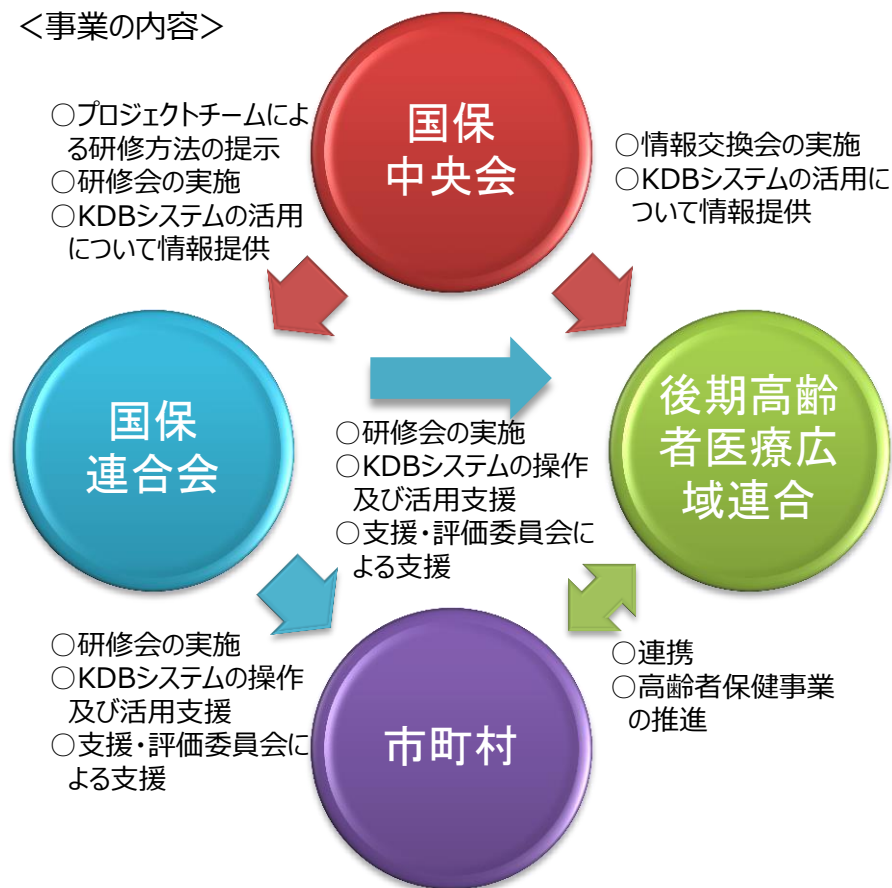 ＜事業の内容＞
国保
中央会
○プロジェクトチームによ
る研修方法の提示
○研修会の実施
○KDBシステムの活用
について情報提供
○情報交換会の実施
○KDBシステムの活用に
ついて情報提供
国保
連合会
○研修会の実施
○KDBシステムの操作
及び活用支援
○支援・評価委員会に
よる支援
後期高齢
者医療広
域連合
○研修会の実施
○KDBシステムの操作
及び活用支援
○支援・評価委員会に
よる支援
市町村
○連携
○高齢者保健事業
の推進